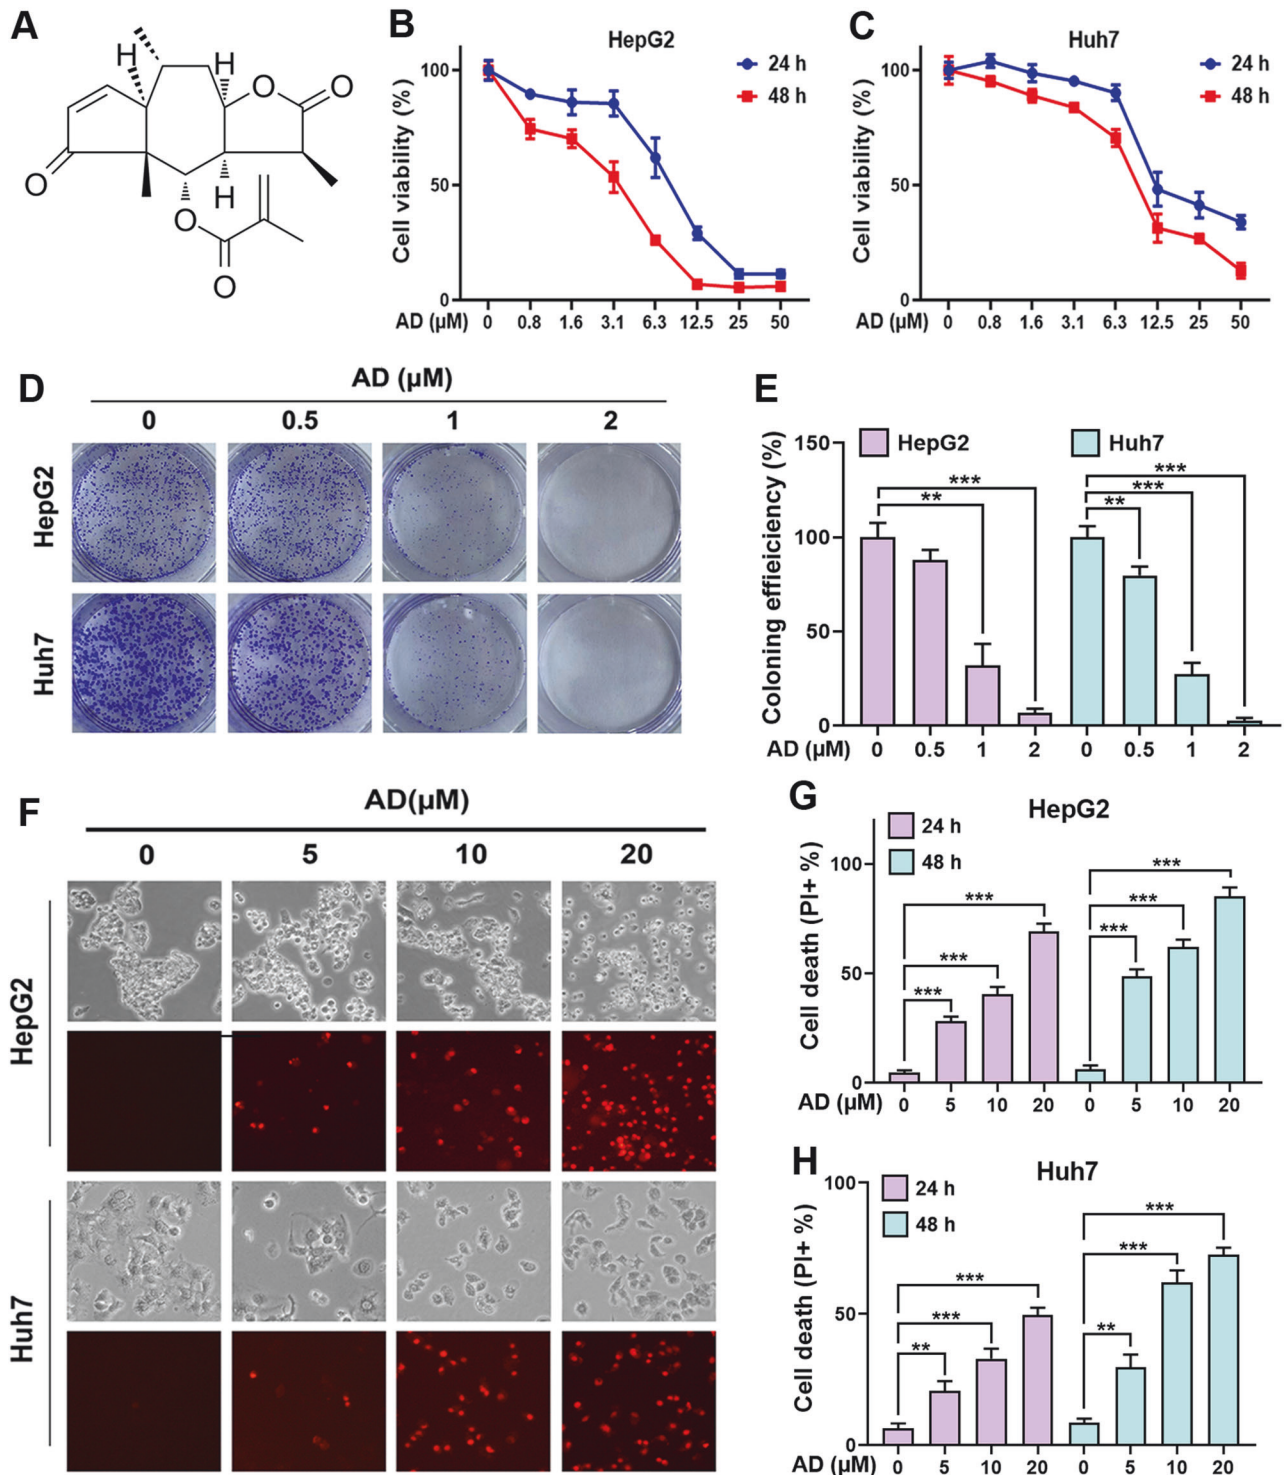 A
H
H
O
O
O
H
O
O
B
HepG2
24 h
48 h
Cell viability (%)
100
50
0
AD (μM) 0 0.8 1.6 3.1 6.3 12.5 25 50
C
Huh7
24 h
48 h
Cell viability (%)
100
50
0
AD (μM) 0 0.8 1.6 3.1 6.3 12.5 25 50
D
AD (μM)
0 0.5 1 2
HepG2
Huh7
E
HepG2
Huh7
Coloning effieiciency (%)
150
100
50
0
***
**
***
***
**
AD (μM) 0 0.5 1 2 0 0.5 1 2
F
AD(μM)
0 5 10 20
HepG2
Huh7
G
HepG2
24 h
48 h
Cell death (PI+ %)
100
50
0
***
***
***
***
***
***
AD (μM) 0 5 10 20 0 5 10 20
H
Huh7
24 h
48 h
Cell death (PI+ %)
100
50
0
***
***
**
***
***
**
AD (μM) 0 5 10 20 0 5 10 20